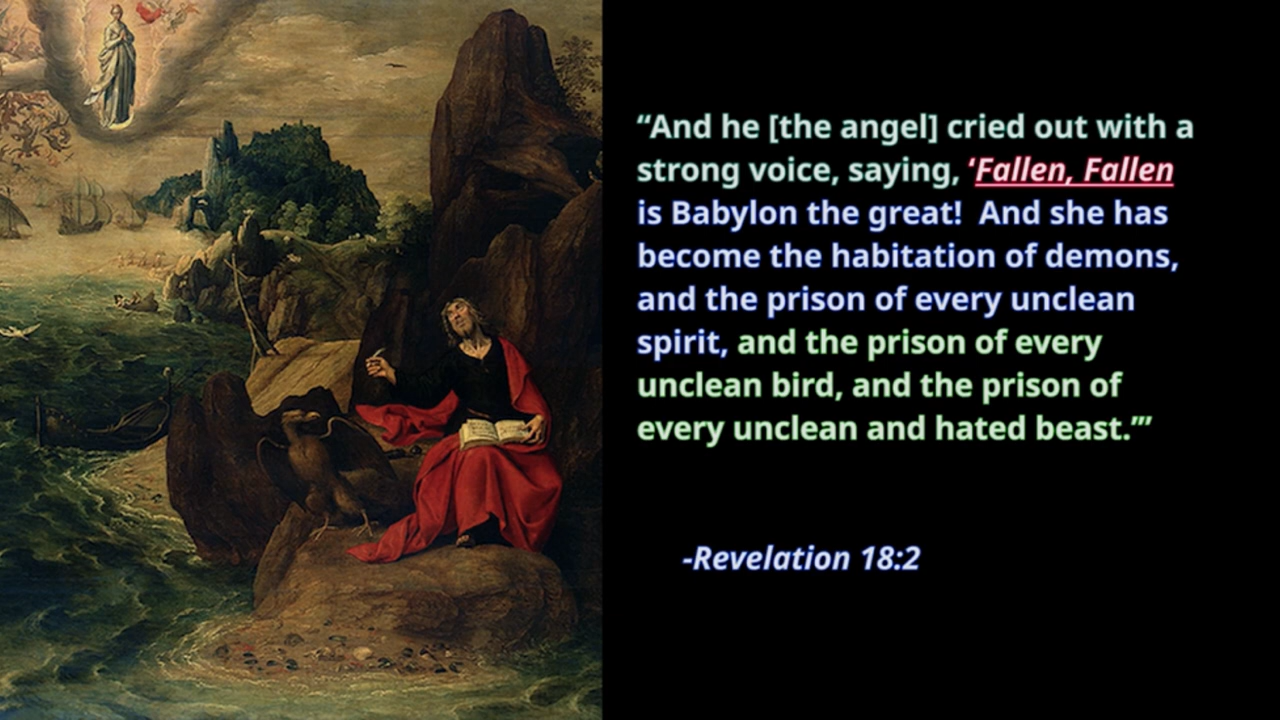 “And he [the angel] cried out with a
strong voice, saying, ‘Fallen, Fallen
is Babylon the great!  And she has
become the habitation of demons,
and the prison of every unclean
spirit, and the prison of every
unclean bird, and the prison of
every unclean and hated beast.’”
-Revelation 18:2